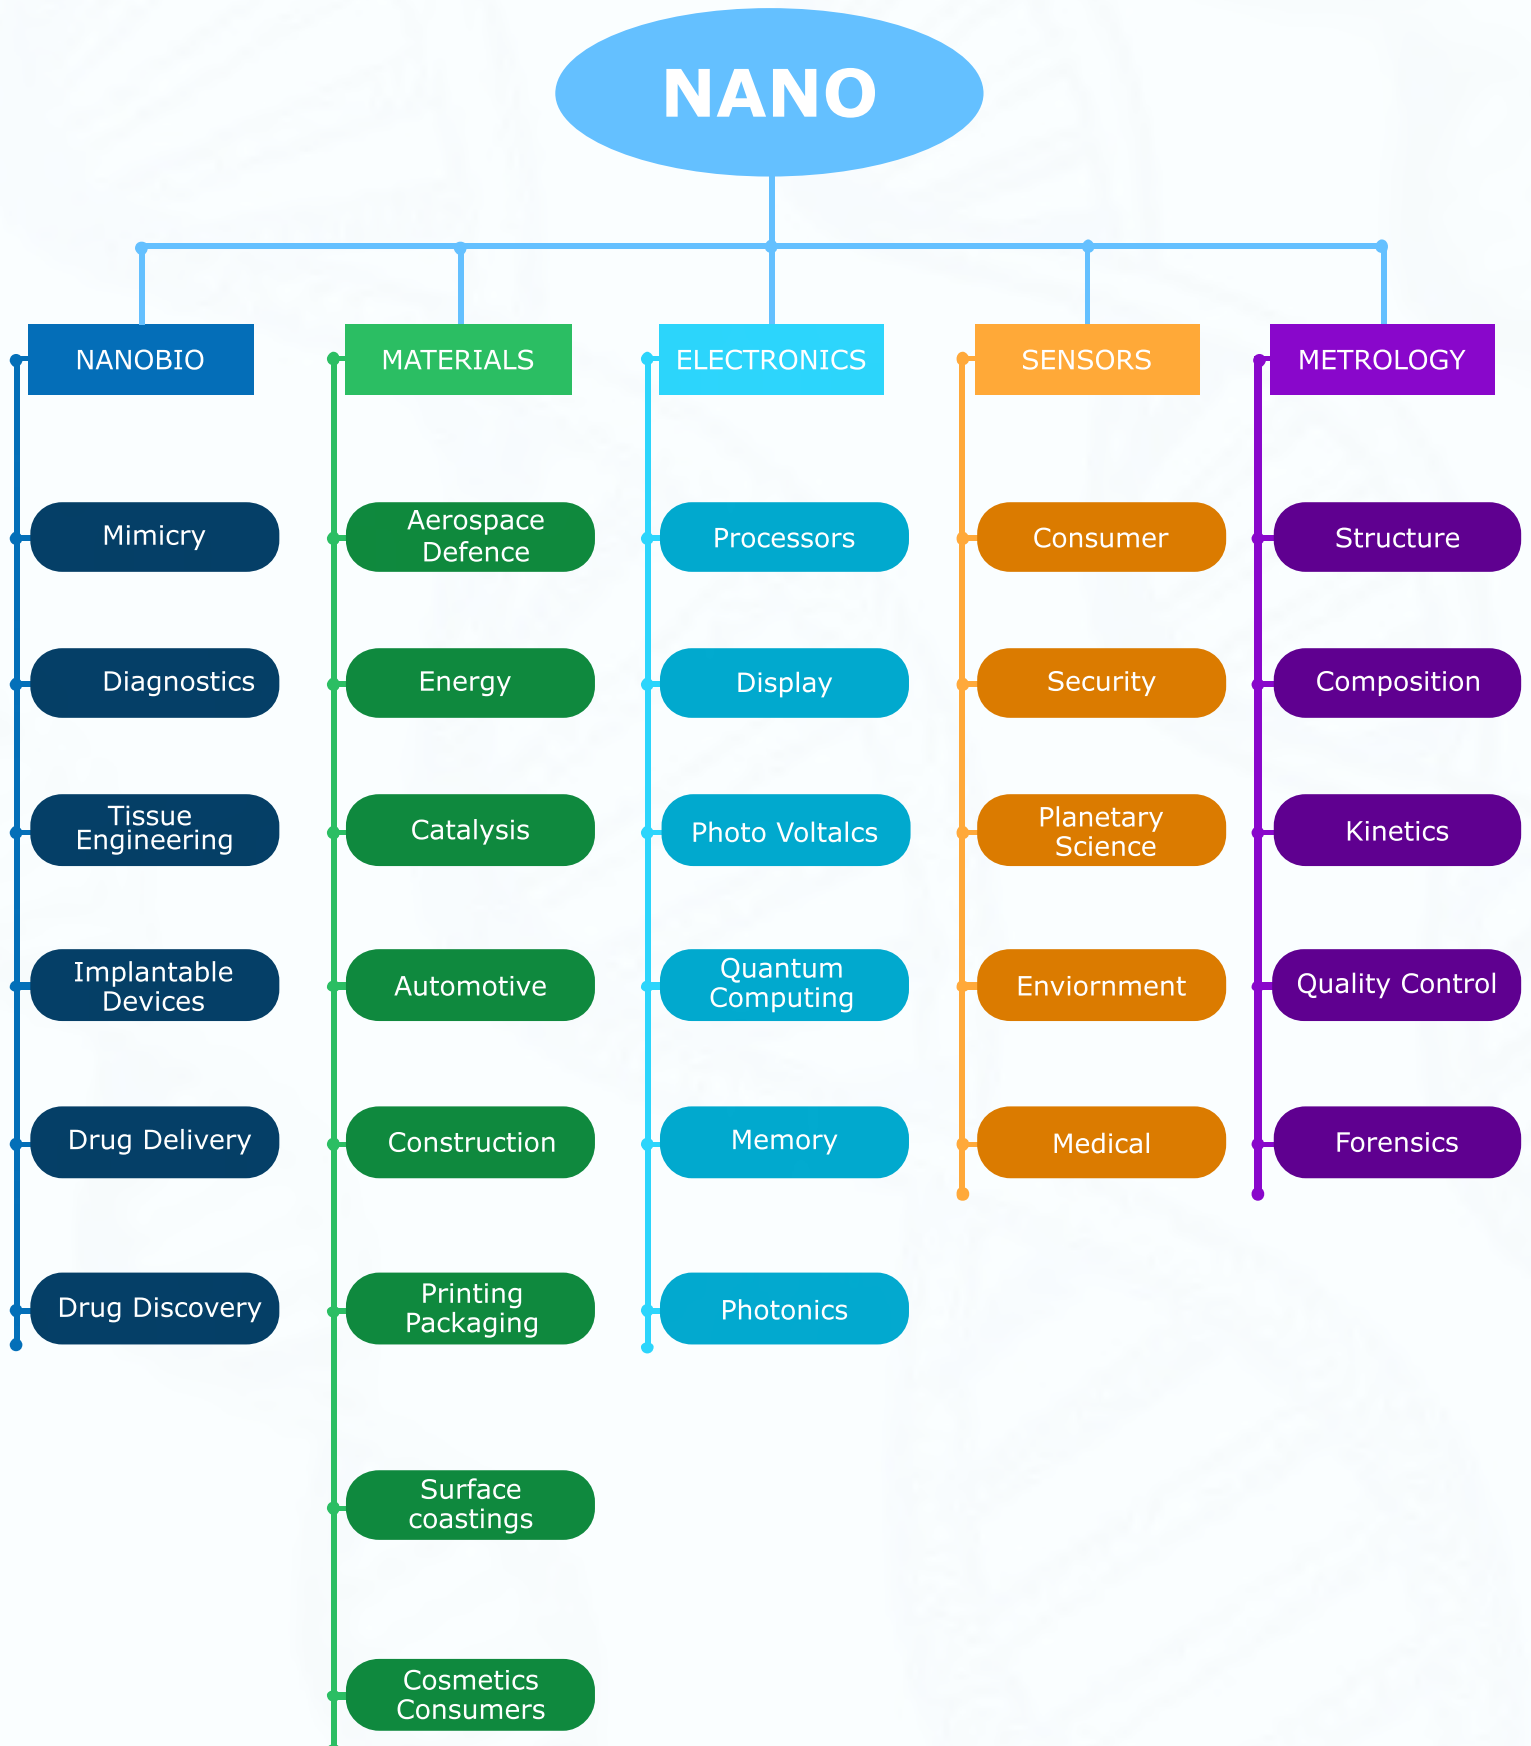 NANO
NANOBIO
Mimicry
Diagnostics
Tissue
Engineering
Implantable
Devices
Drug Delivery
Drug Discovery
MATERIALS
Aerospace
Defence
Energy
Catalysis
Automotive
Construction
Printing
Packaging
Surface
coastings
Cosmetics
Consumers
ELECTRONICS
Processors
Display
Photo Voltalcs
Quantum
Computing
Memory
Photonics
SENSORS
Consumer
Security
Planetary
Science
Enviornment
Medical
METROLOGY
Structure
Composition
Kinetics
Quality Control
Forensics